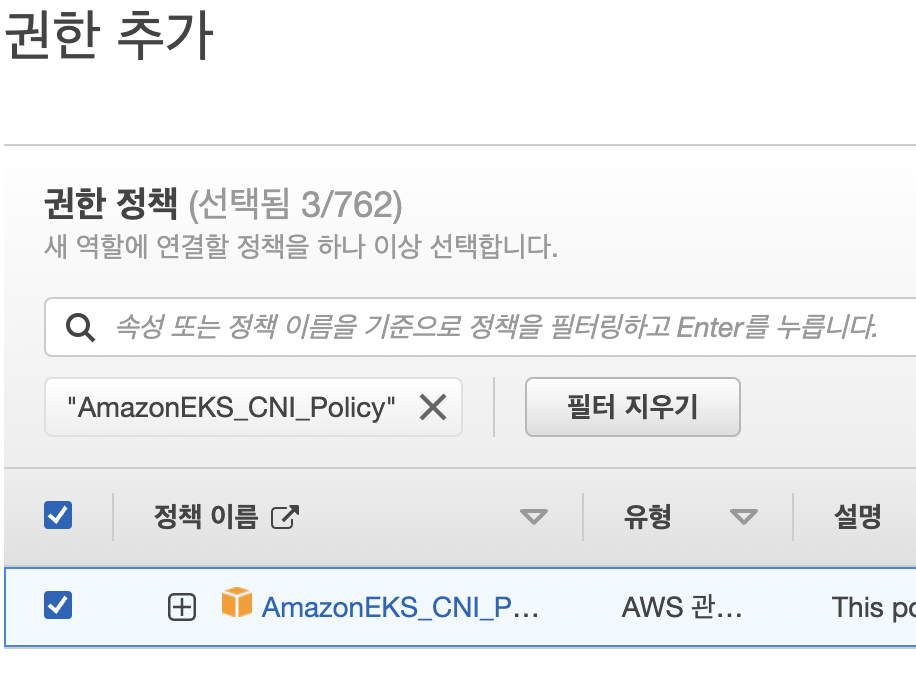 권한 추가
권한 정책 (선택됨 3/762)
새 역할에 연결할 정책을 하나 이상 선택합니다.
속성 또는 정책 이름을 기준으로 정책을 필터링하고 Enter를 누릅니다.
"AmazonEKS_CNI_Policy" 필터 지우기
정책 이름 유형 설명
AmazonEKS_CNI_P... AWS 관... This po